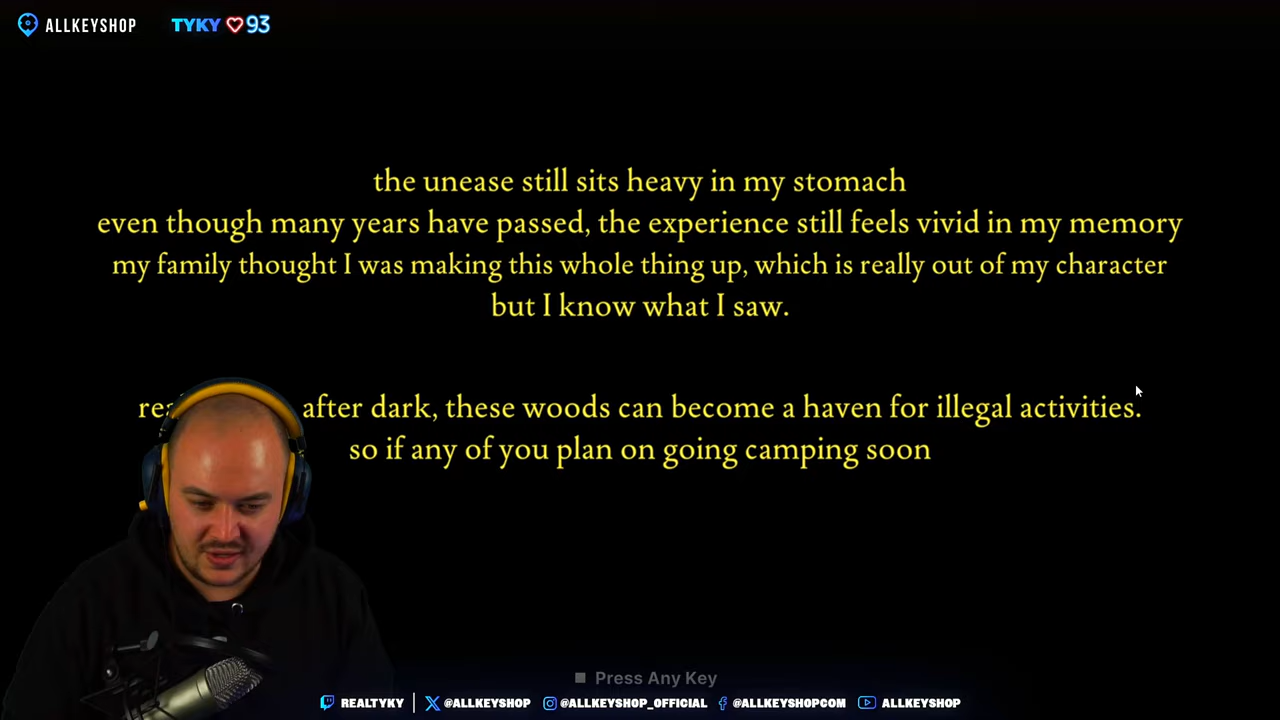 ALLKEYSHOP TYKY 93
the unease still sits heavy in my stomach
even though many years have passed, the experience still feels vivid in my memory
my family thought I was making this whole thing up, which is really out of my character
but I know what I saw.
after dark, these woods can become a haven for illegal activities.
so if any of you plan on going camping soon
Press Any Key
REALTYKY @ALLKEYSHOP @ALLKEYSHOP_OFFICIAL @ALLKEYSHOPCOM ALLKEYSHOP